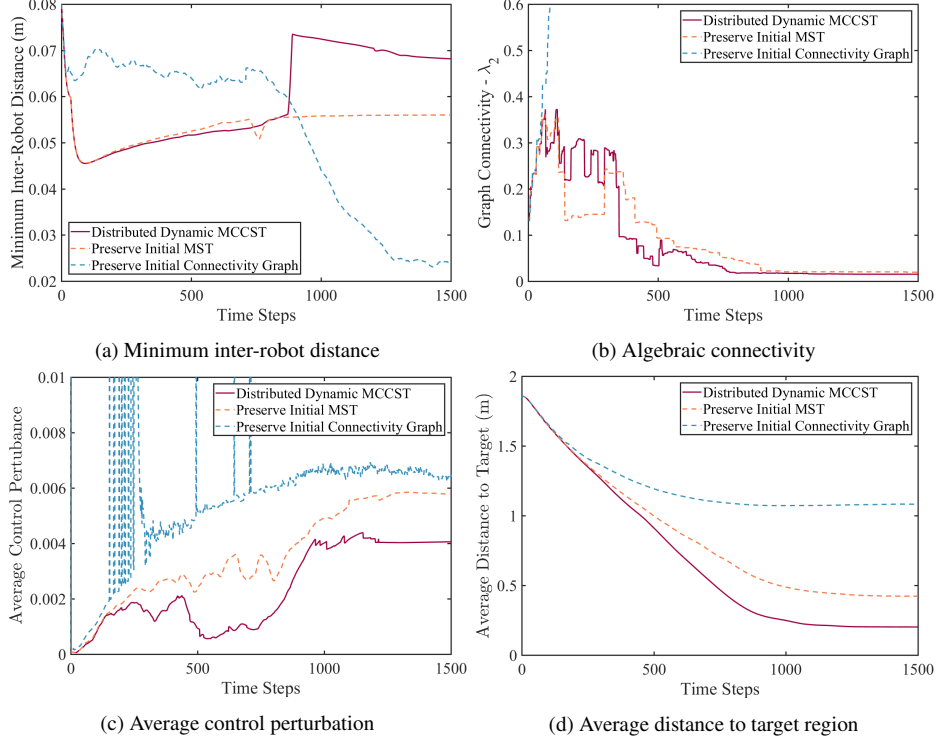 0.08
0.07
0.06
0.05
0.04
0.03
0.02
Minimum Inter-Robot Distance (m)
Distributed Dynamic MCCST
Preserve Initial MST
Preserve Initial Connectivity Graph
0 500 1000 1500
Time Steps
(a) Minimum inter-robot distance
0.6
0.5
0.4
0.3
0.2
0.1
0
Graph Connectivity - λ2
Distributed Dynamic MCCST
Preserve Initial MST
Preserve Initial Connectivity Graph
0 500 1000 1500
Time Steps
(b) Algebraic connectivity
0.01
0.008
0.006
0.004
0.002
0
Average Control Pertubance
Distributed Dynamic MCCST
Preserve Initial MST
Preserve Initial Connectivity Graph
0 500 1000 1500
Time Steps
(c) Average control perturbation
2
1.5
1
0.5
0
Average Distance to Target (m)
Distributed Dynamic MCCST
Preserve Initial MST
Preserve Initial Connectivity Graph
0 500 1000 1500
Time Steps
(d) Average distance to target region